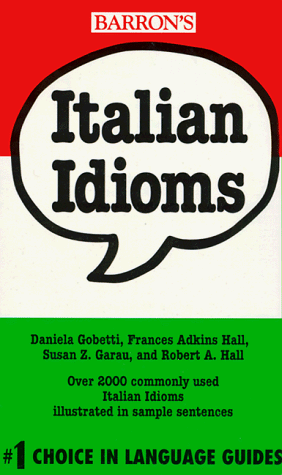 BARRON'S
Italian
Idioms
Daniela Gobetti, Frances Adkins Hall,
Susan Z. Garau, and Robert A. Hall
Over 2000 commonly used
Italian Idioms
illustrated in sample sentences
#1 CHOICE IN LANGUAGE GUIDES